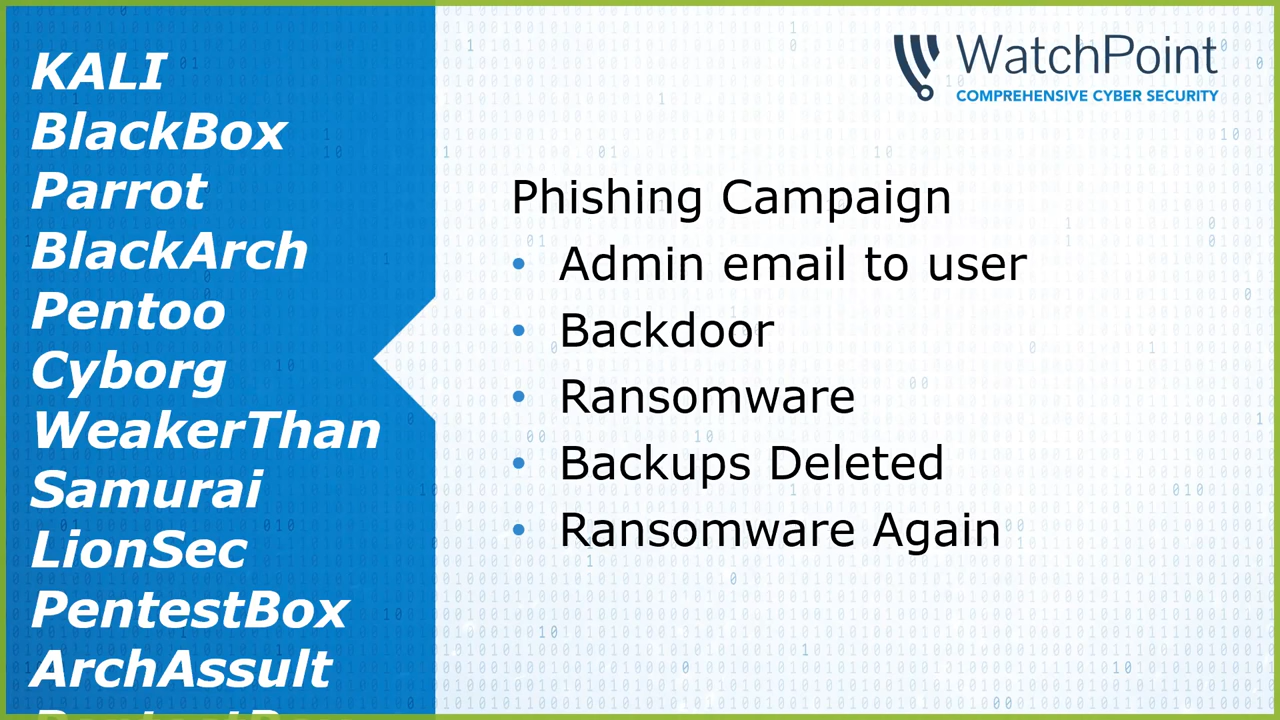 KALI
BlackBox
Parrot
BlackArch
Pentoo
Cyborg
WeakerThan
Samurai
LionSec
PentestBox
ArchAssult
WatchPoint
COMPREHENSIVE CYBER SECURITY
Phishing Campaign
• Admin email to user
• Backdoor
• Ransomware
• Backups Deleted
• Ransomware Again